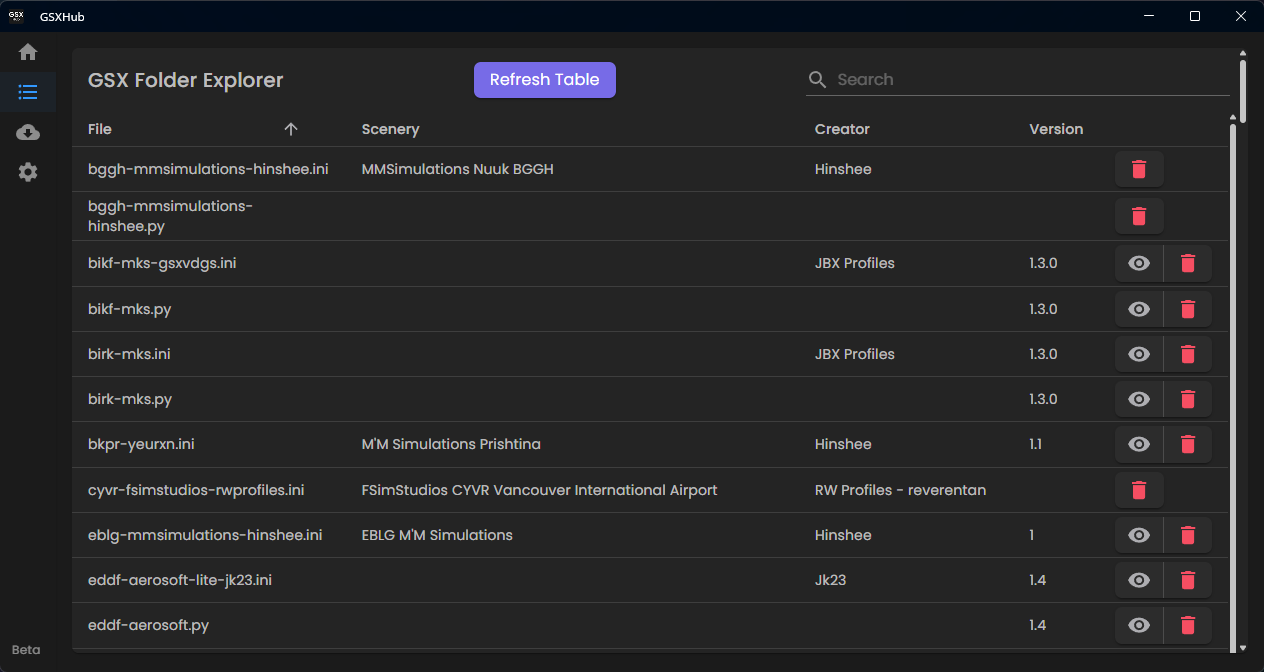 GSX
GSXHub
GSX Folder Explorer
Refresh Table
Search
File Scenery Creator Version
bggh-mmsimulations-hinshee.ini MMSimulations Nuuk BGGH Hinshee
bggh-mmsimulations-
hinshee.py
bikf-mks-gsxvdgs.ini JBX Profiles 1.3.0
bikf-mks.py 1.3.0
birk-mks.ini JBX Profiles 1.3.0
birk-mks.py 1.3.0
bkpr-yeurxn.ini M'M Simulations Prishtina Hinshee 1.1
cyvr-fsimstudios-rwprofiles.ini FSimStudios CYVR Vancouver International Airport RW Profiles - reverentan
eblg-mmsimulations-hinshee.ini EBLG M'M Simulations Hinshee 1
eddf-aerosoft-lite-jk23.ini Jk23 1.4
eddf-aerosoft.py 1.4
Beta